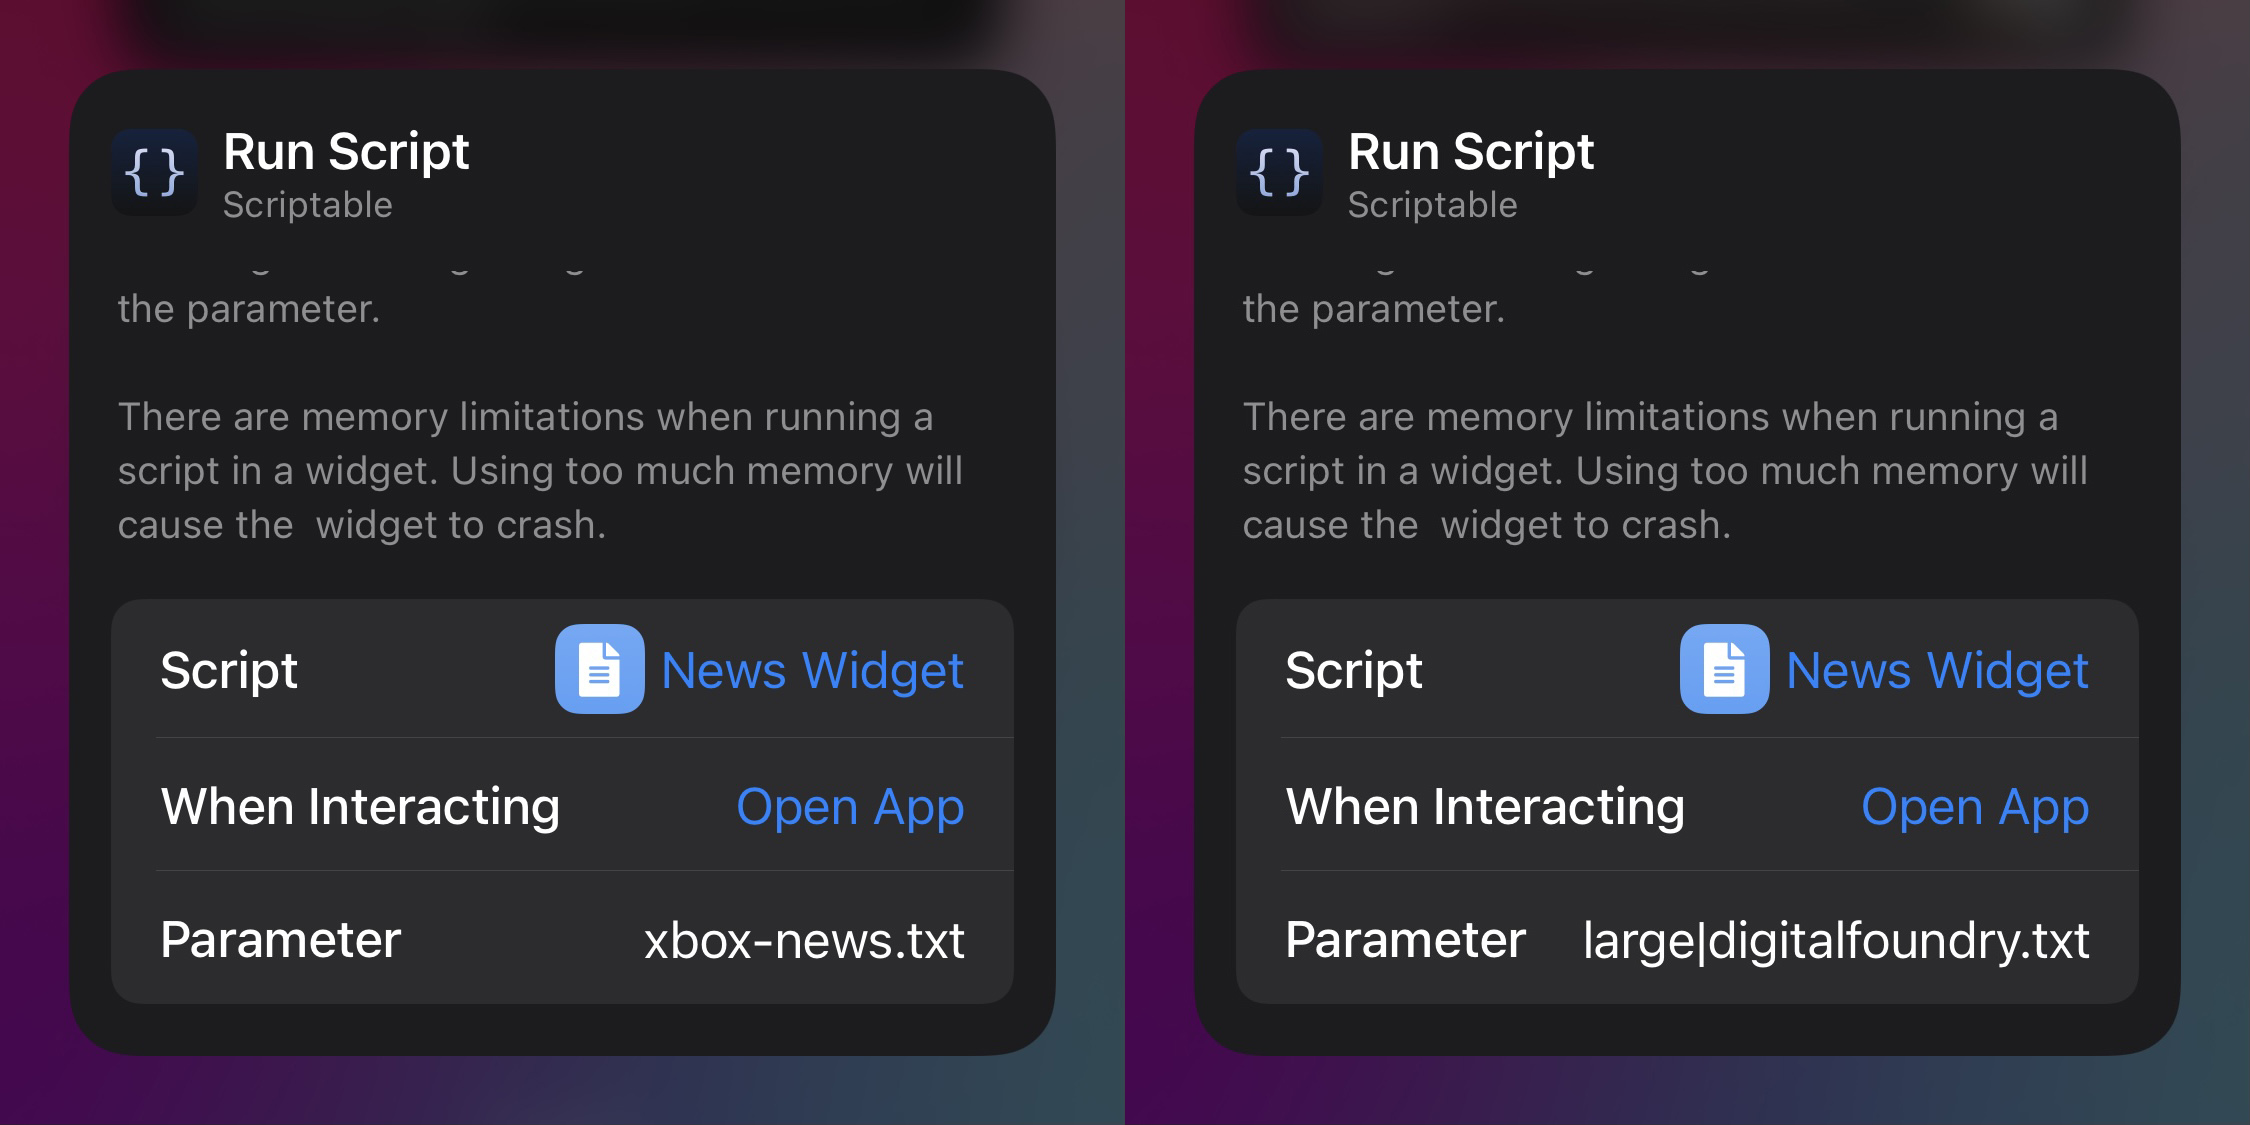 {}
Run Script
Scriptable
the parameter.
There are memory limitations when running a
script in a widget. Using too much memory will
cause the  widget to crash.
Script News Widget
When Interacting Open App
Parameter xbox-news.txt
{}
Run Script
Scriptable
the parameter.
There are memory limitations when running a
script in a widget. Using too much memory will
cause the  widget to crash.
Script News Widget
When Interacting Open App
Parameter large|digitalfoundry.txt